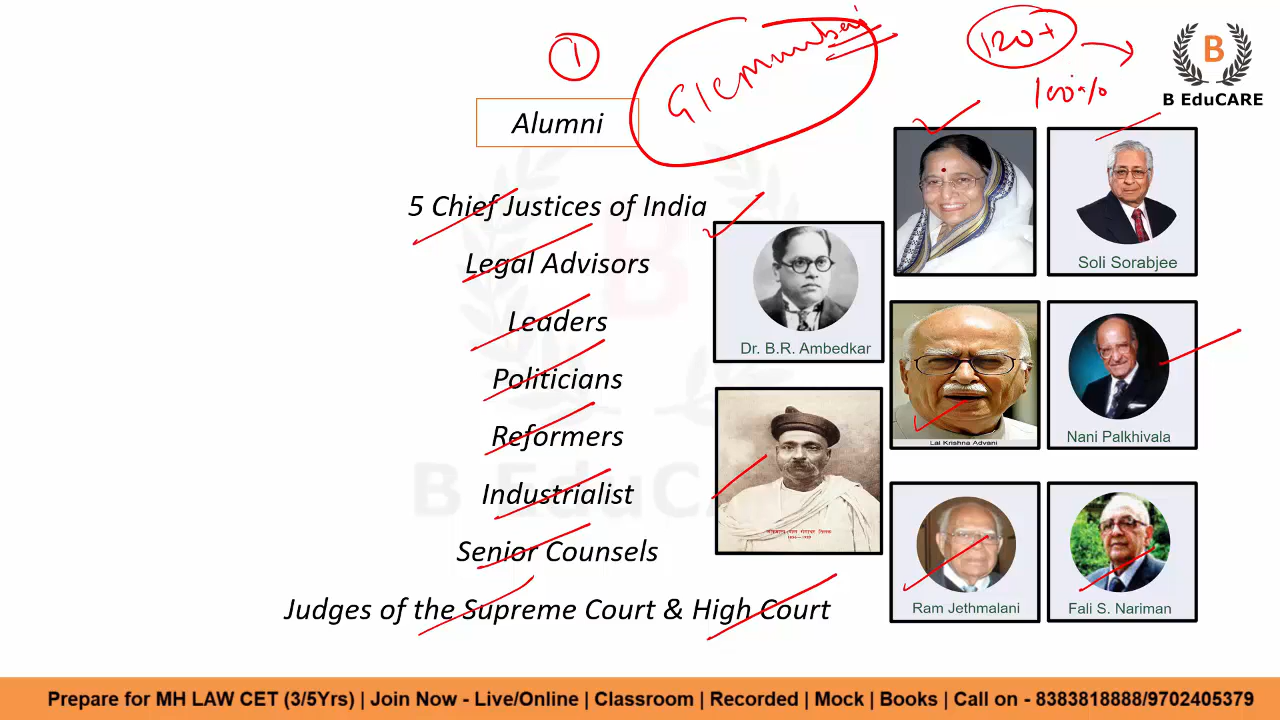 1
GLC mumbai
120+
100%
B
B EduCARE
Alumni
5 Chief Justices of India
Legal Advisors
Leaders
Politicians
Reformers
Industrialist
Senior Counsels
Judges of the Supreme Court & High Court
Soli Sorabjee
Dr. B.R. Ambedkar
Lal Krishna Advani
Nani Palkhivala
Ram Jethmalani
Fali S. Nariman
B
B EduCARE
Prepare for MH LAW CET (3/5Yrs) | Join Now - Live/Online | Classroom | Recorded | Mock | Books | Call on - 8383818888/9702405379